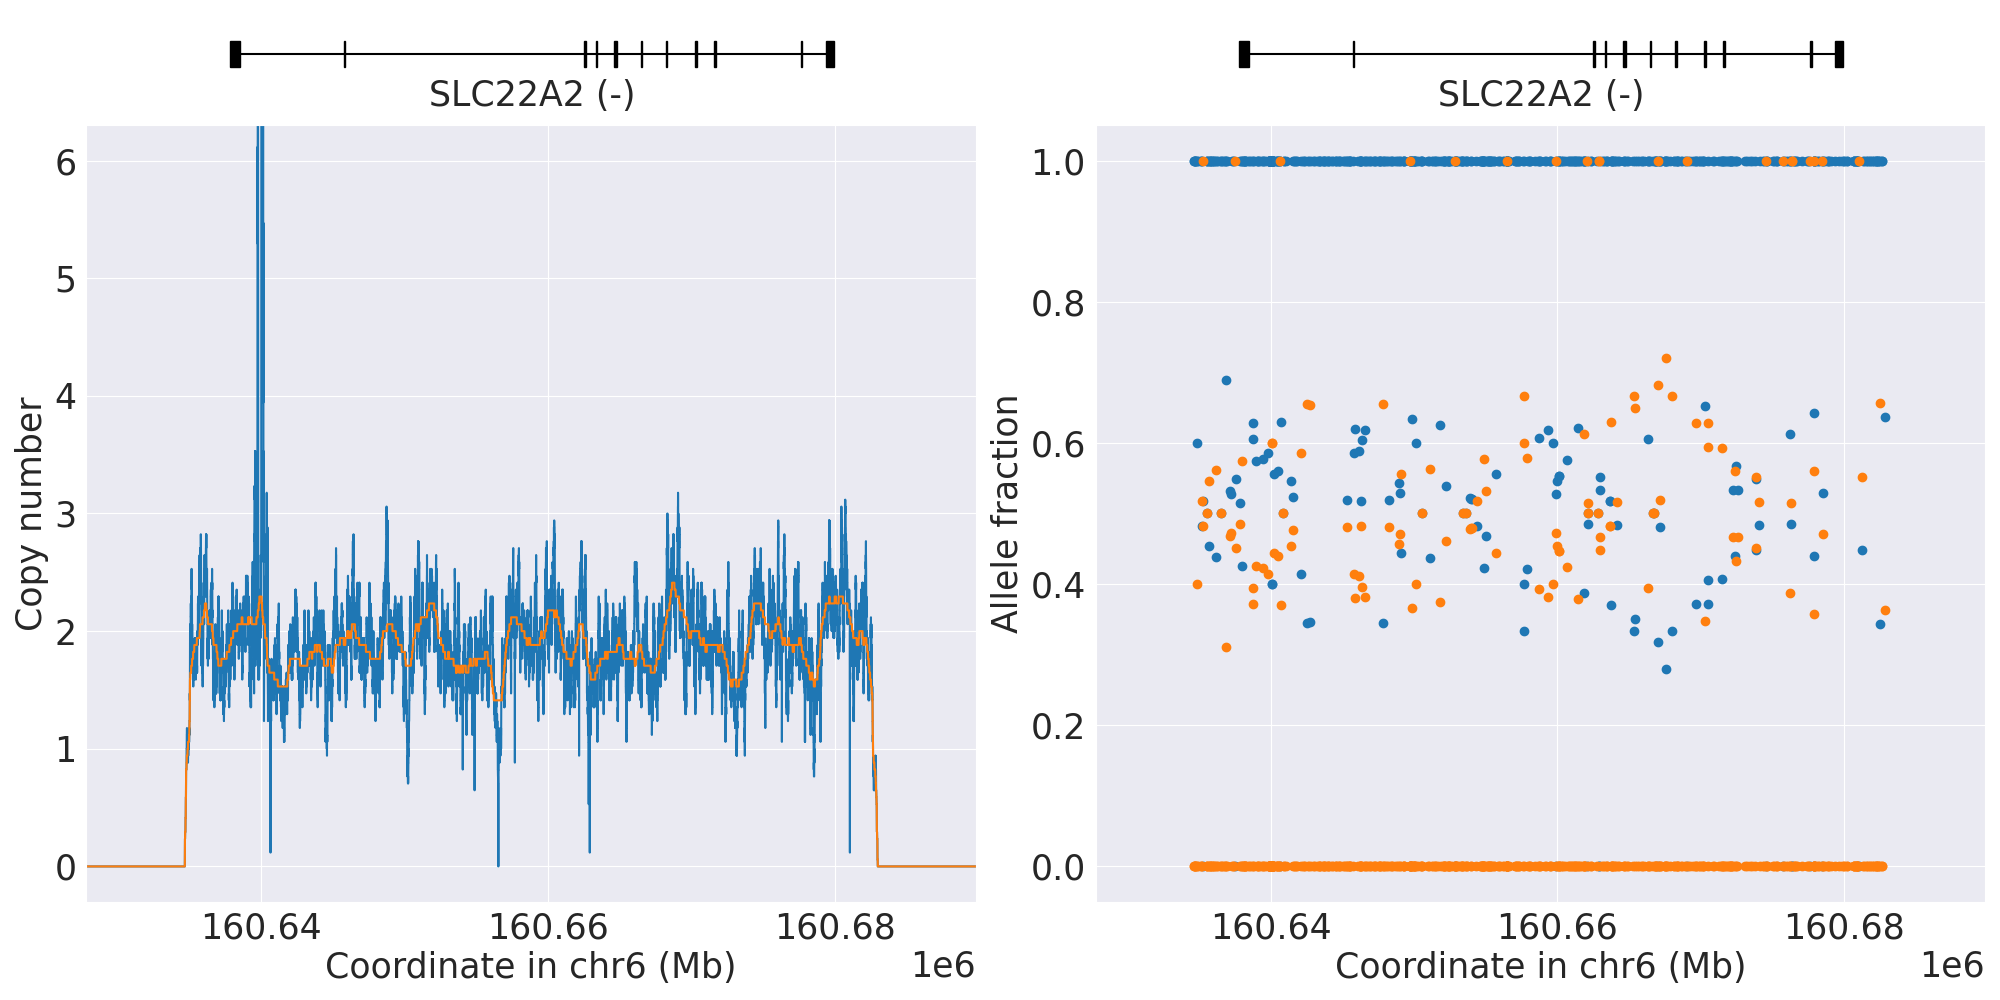 SLC22A2 (-)
6
5
4
3
2
1
0
Copy number
160.64 160.66 160.68
Coordinate in chr6 (Mb) 1e6
SLC22A2 (-)
1.0
0.8
0.6
0.4
0.2
0.0
Allele fraction
160.64 160.66 160.68
Coordinate in chr6 (Mb) 1e6